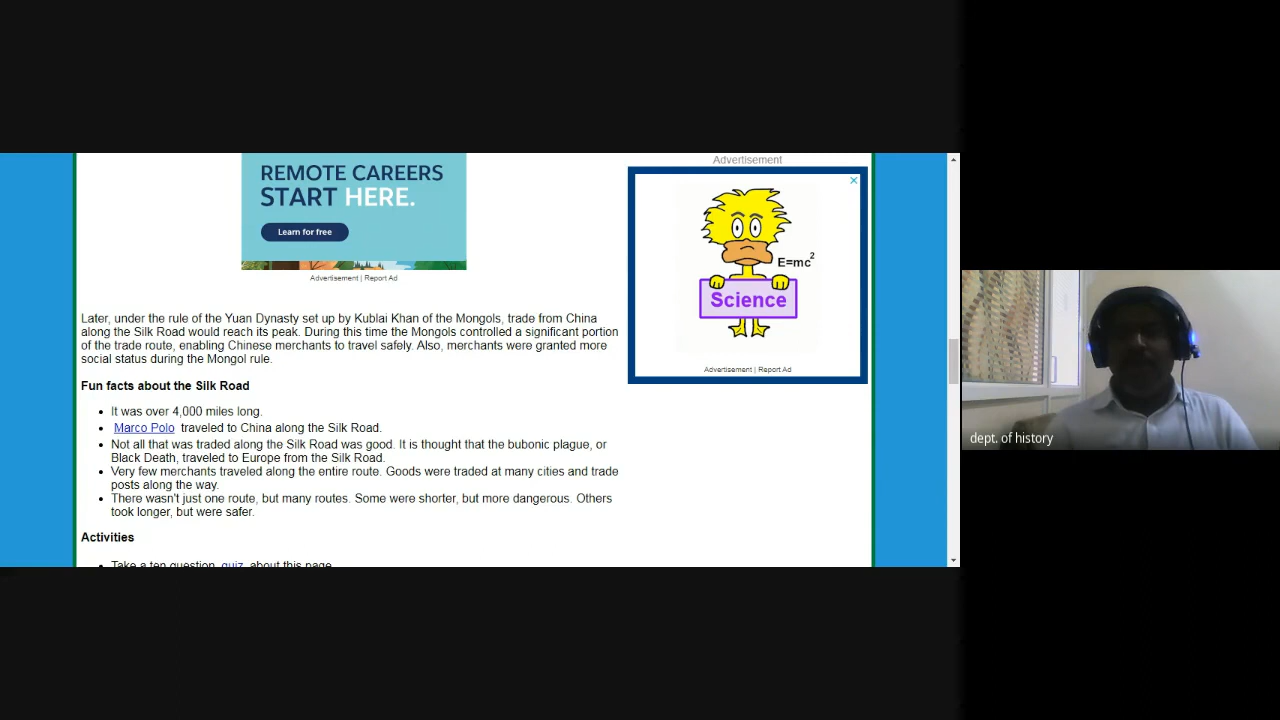 REMOTE CAREERS
START HERE.
Learn for free
Advertisement | Report Ad
Advertisement
E=mc2
Science
Advertisement | Report Ad
Later, under the rule of the Yuan Dynasty set up by Kublai Khan of the Mongols, trade from China
along the Silk Road would reach its peak. During this time the Mongols controlled a significant portion
of the trade route, enabling Chinese merchants to travel safely. Also, merchants were granted more
social status during the Mongol rule.
Fun facts about the Silk Road
• It was over 4,000 miles long.
• Marco Polo traveled to China along the Silk Road.
• Not all that was traded along the Silk Road was good. It is thought that the bubonic plague, or
Black Death, traveled to Europe from the Silk Road.
• Very few merchants traveled along the entire route. Goods were traded at many cities and trade
posts along the way.
• There wasn't just one route, but many routes. Some were shorter, but more dangerous. Others
took longer, but were safer.
Activities
• Take a ten question quiz about this page.
dept. of history